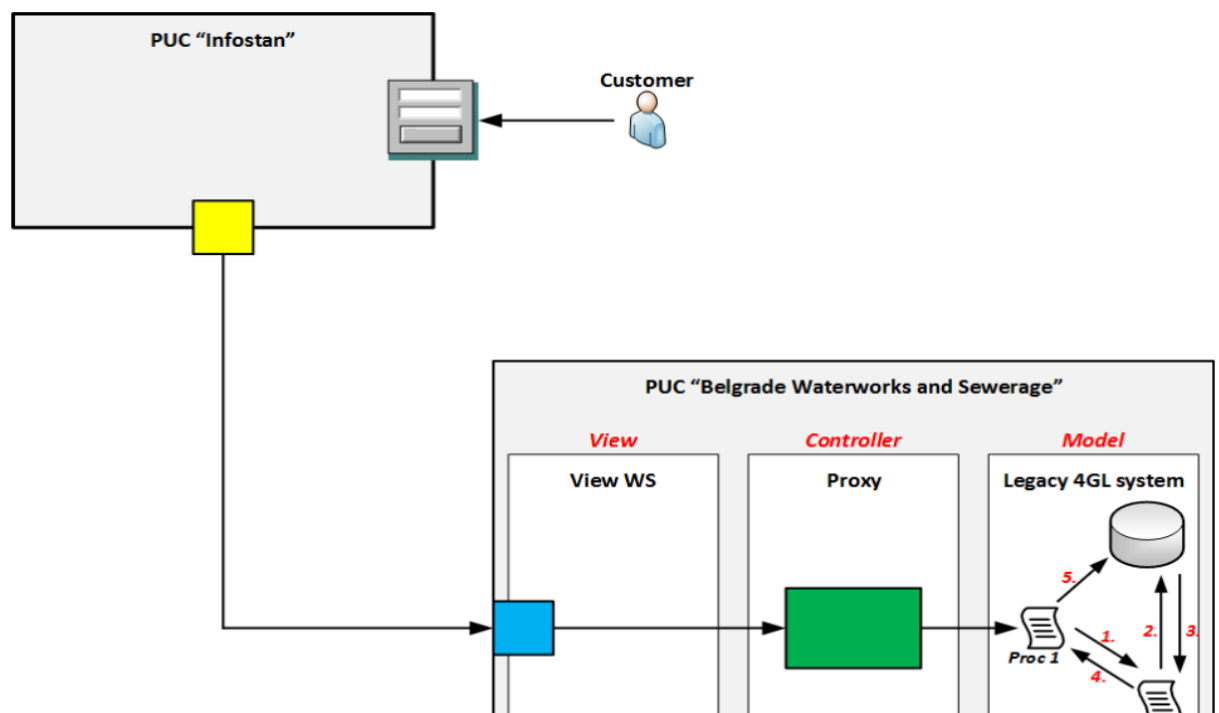 PUC “Infostan”
Customer
PUC “Belgrade Waterworks and Sewerage”
View
Controller
Model
View WS
Proxy
Legacy 4GL system
5.
1.
2.
3.
Proc 1
4.